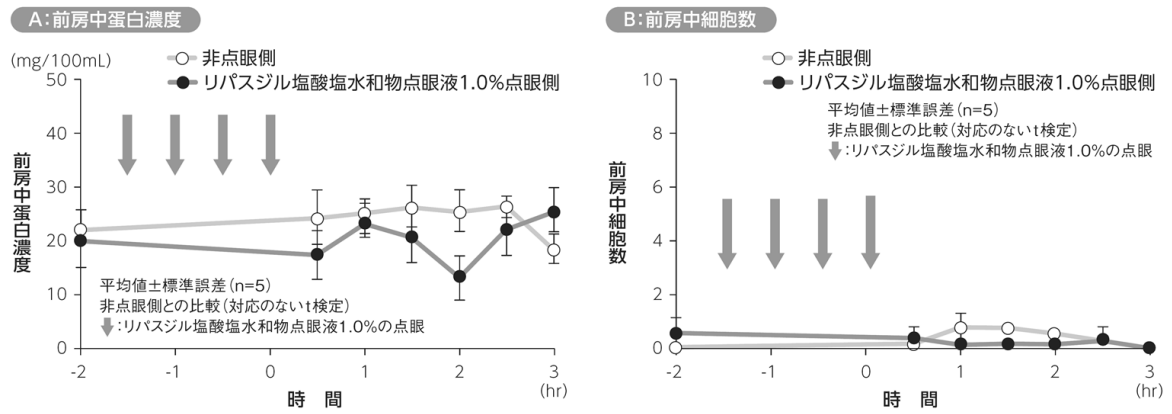 A:前房中蛋白濃度
(mg/100mL)
非点眼側
リパスジル塩酸塩水和物点眼液1.0%点眼側
50
40
30
20
10
0
前房中蛋白濃度
平均値±標準誤差(n=5)
非点眼側との比較(対応のないt検定)
:リパスジル塩酸塩水和物点眼液1.0%の点眼
-2 -1 0 1 2 3
(hr)
時 間
B:前房中細胞数
非点眼側
リパスジル塩酸塩水和物点眼液1.0%点眼側
平均値±標準誤差(n=5)
非点眼側との比較(対応のないt検定)
:リパスジル塩酸塩水和物点眼液1.0%の点眼
10
8
6
4
2
0
前房中細胞数
-2 -1 0 1 2 3
(hr)
時 間